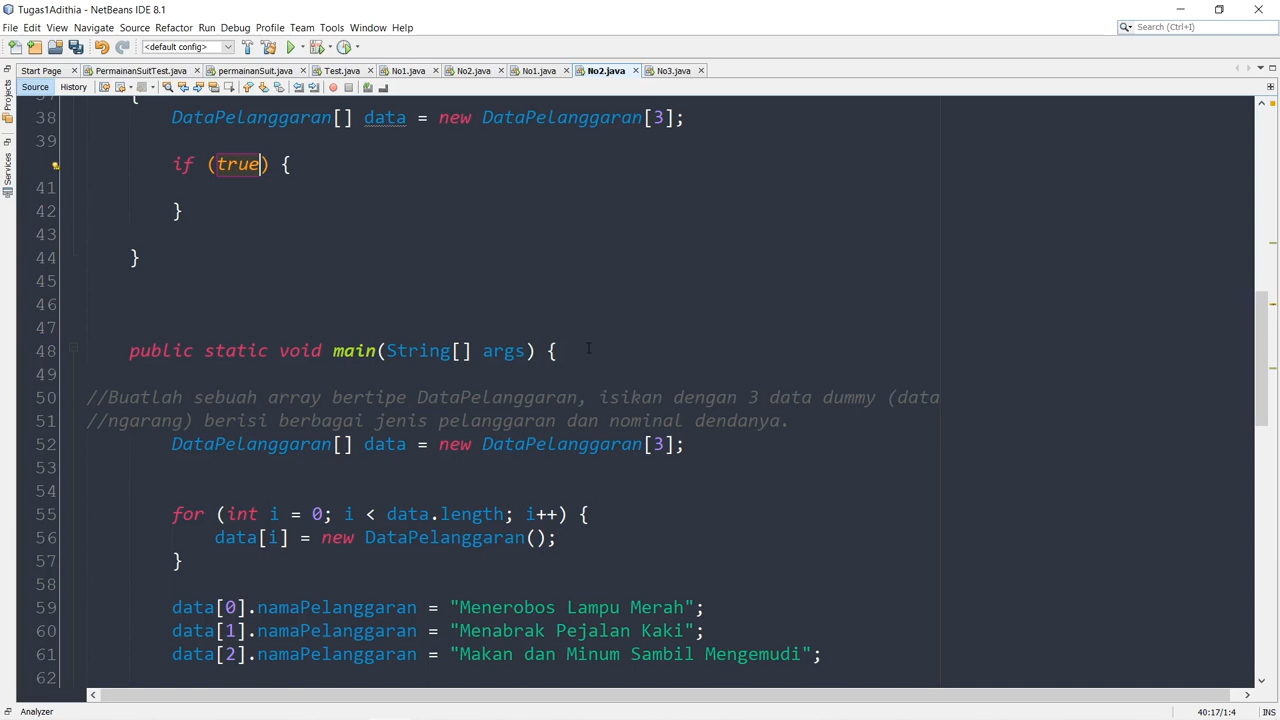 Tugas1Adithia - NetBeans IDE 8.1
File Edit View Navigate Source Refactor Run Debug Profile Team Tools Window Help
<default config>
Search (Ctrl+I)
Start Page PermainanSuitTest.java permainanSuit.java Test.java No1.java No2.java No1.java No2.java No3.java
Source History
Projects
Services
37 {
38 DataPelanggaran[] data = new DataPelanggaran[3];
39
if (true) {
41
42 }
43
44 }
45
46
47
48 public static void main(String[] args) {
49
50 //Buatlah sebuah array bertipe DataPelanggaran, isikan dengan 3 data dummy (data
51 //ngarang) berisi berbagai jenis pelanggaran dan nominal dendanya.
52 DataPelanggaran[] data = new DataPelanggaran[3];
53
54
55 for (int i = 0; i < data.length; i++) {
56 data[i] = new DataPelanggaran();
57 }
58
59 data[0].namaPelanggaran = "Menerobos Lampu Merah";
60 data[1].namaPelanggaran = "Menabrak Pejalan Kaki";
61 data[2].namaPelanggaran = "Makan dan Minum Sambil Mengemudi";
62
Analyzer
40:17/1:4 INS